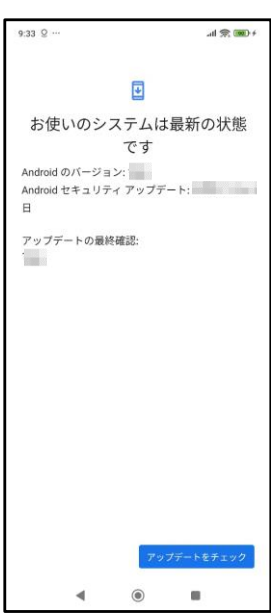 9:33
お使いのシステムは最新の状態
です
Android のバージョン:
Android セキュリティ アップデート:
日
アップデートの最終確認:
アップデートをチェック